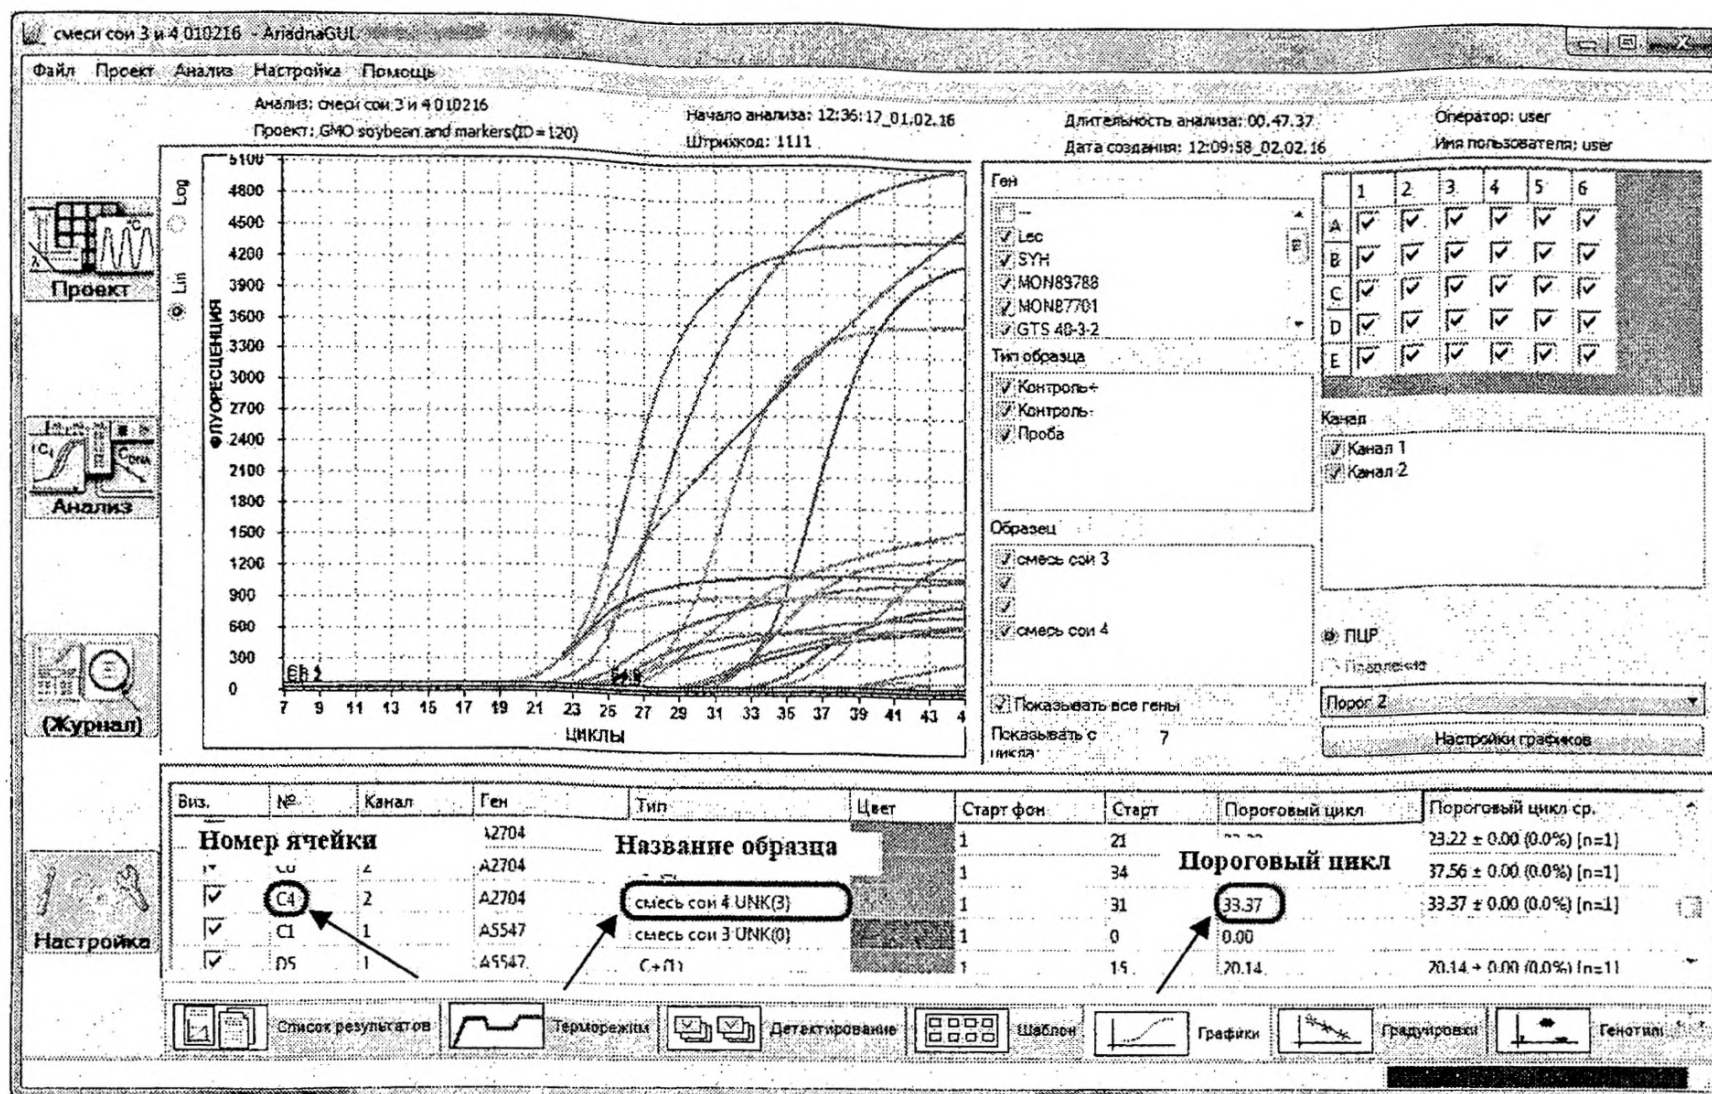 смеси сои 3 и 4 010216 - AriadnaGUI
Файл Проект Анализ Настройка Помощь
Анализ: смеси сои 3 и 4 010216
Проект: GMO soybean and markers(ID=120)
Начало анализа: 12:36:17_01.02.16
Штрихкод: 1111
Длительность анализа: 00.47.37
Дата создания: 12:09:58_02.02.16
Оператор: user
Имя пользователя: user
Проект
Анализ
(Журнал)
Настройка
Log
Lin
ФЛУОРЕСЦЕНЦИЯ
5100
4800
4500
4200
3900
3600
3300
3000
2700
2400
2100
1800
1500
1200
900
600
300
0
7 9 11 13 15 17 19 21 23 25 27 29 31 33 35 37 39 41 43 4
ЦИКЛЫ
Ген
---
Lec
SYH
MON89788
MON87701
GTS 40-3-2
Тип образца
Контроль+
Контроль-
Проба
Образец
смесь сои 3
смесь сои 4
Показывать все гены
Показывать с цикла: 7
1 2 3 4 5 6
A
B
C
D
E
Канал
Канал 1
Канал 2
ПЦР
Плавление
Порог 2
Настройки графиков
Виз. № Канал Ген Тип Цвет Старт фон Старт Пороговый цикл Пороговый цикл ср.
Номер ячейки
Название образца
Пороговый цикл
A2704 1 21 23.22 ± 0.00 (0.0%) [n=1]
2 A2704 1 34 37.56 ± 0.00 (0.0%) [n=1]
C4 2 A2704 смесь сои 4 UNK(3) 1 31 33.37 33.37 ± 0.00 (0.0%) [n=1]
C1 1 A5547 смесь сои 3 UNK(0) 1 0 0.00
D5 1 A5547 C+(1) 1 15 20.14 20.14 ± 0.00 (0.0%) [n=1]
Список результатов Терморежим Детектирование Шаблон Графики Градуировки Генотип